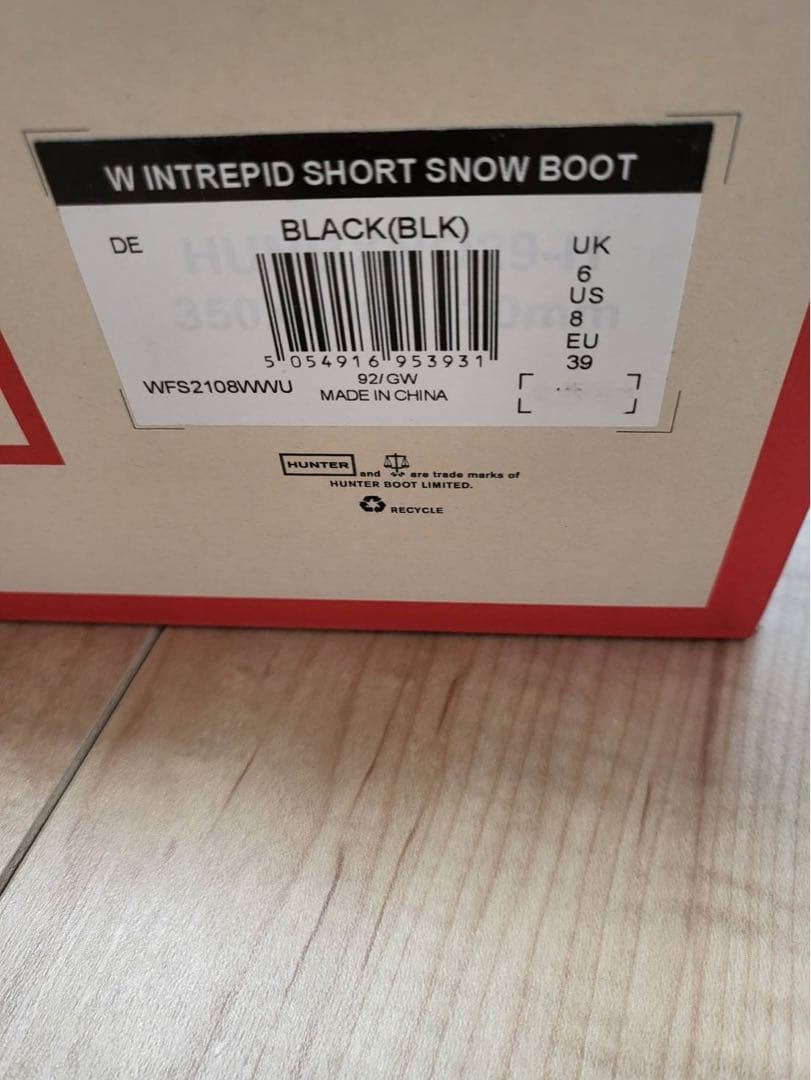 W INTREPID SHORT SNOW BOOT
DE
BLACK(BLK)
5 054916 953931
WFS2108WWU
92/GW
MADE IN CHINA
UK
6
US
8
EU
39
HUNTER and are trade marks of
HUNTER BOOT LIMITED.
RECYCLE